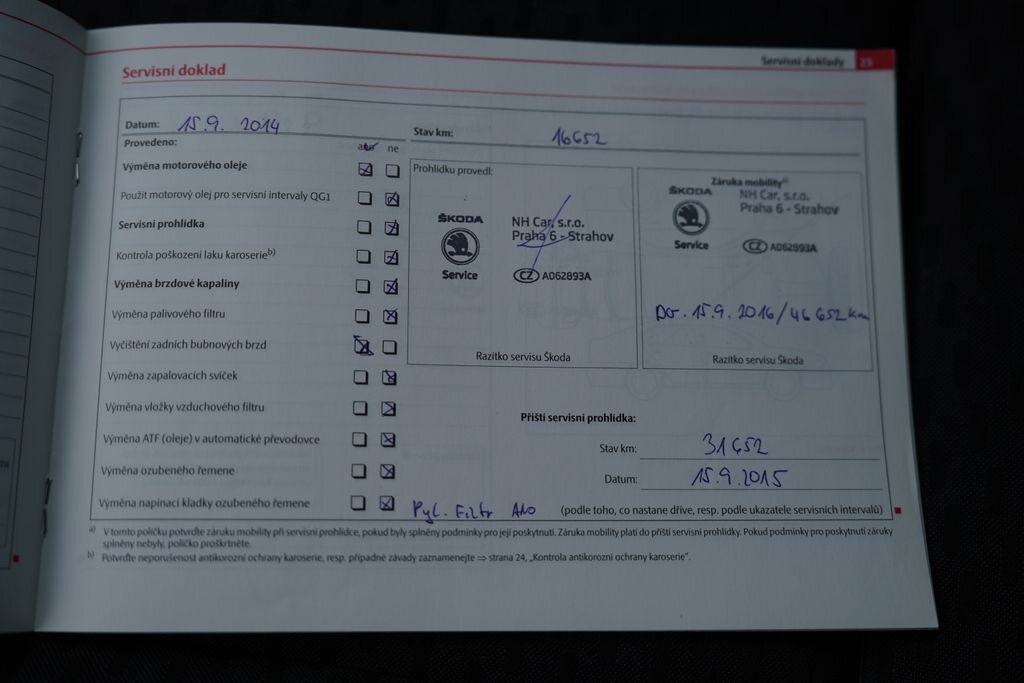 Servisní doklady 25
Servisní doklad
Datum: 15.9. 2014
Stav km: 16652
Provedeno:
ano ne
Výměna motorového oleje
Použit motorový olej pro servisní intervaly QG1
Servisní prohlídka
Kontrola poškození laku karoserie b)
Výměna brzdové kapaliny
Výměna palivového filtru
Vyčištění zadních bubnových brzd
Výměna zapalovacích svíček
Výměna vložky vzduchového filtru
Výměna ATF (oleje) v automatické převodovce
Výměna ozubeného řemene
Výměna napínací kladky ozubeného řemene
Prohlídku provedl:
ŠKODA
Service
NH Car, s.r.o.
Praha 6 - Strahov
CZ A062893A
Razítko servisu Škoda
Záruka mobility a)
ŠKODA
Service
NH Car, s.r.o.
Praha 6 - Strahov
CZ A062893A
Do. 15.9. 2016/46652 km
Razítko servisu Škoda
Příští servisní prohlídka:
Stav km: 31652
Datum: 15.9.2015
Pyl. Filtr Ano
(podle toho, co nastane dříve, resp. podle ukazatele servisních intervalů)
a) V tomto políčku potvrďte záruku mobility při servisní prohlídce, pokud byly splněny podmínky pro její poskytnutí. Záruka mobility platí do příští servisní prohlídky. Pokud podmínky pro poskytnutí záruky
splněny nebyly, políčko proškrtněte.
b) Potvrďte neporušenost antikorozní ochrany karoserie, resp. případné závady zaznamenejte ⇒ strana 24, „Kontrola antikorozní ochrany karoserie".